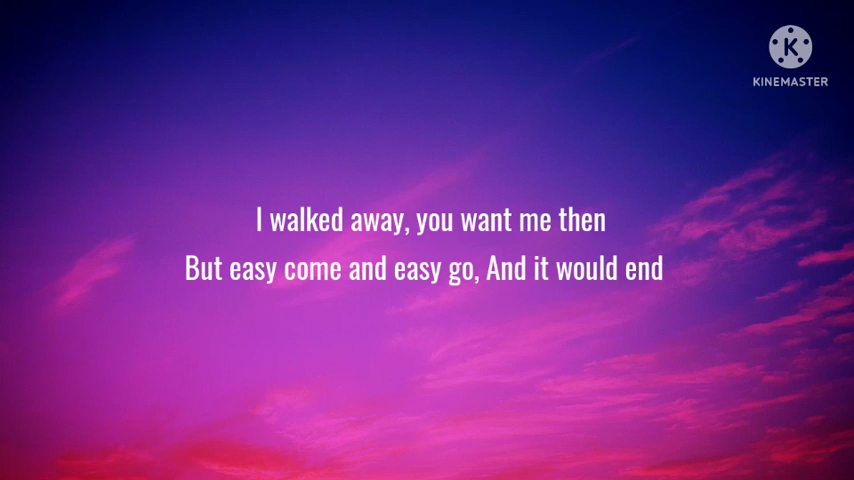 KINEMASTER
I walked away, you want me then
But easy come and easy go, And it would end